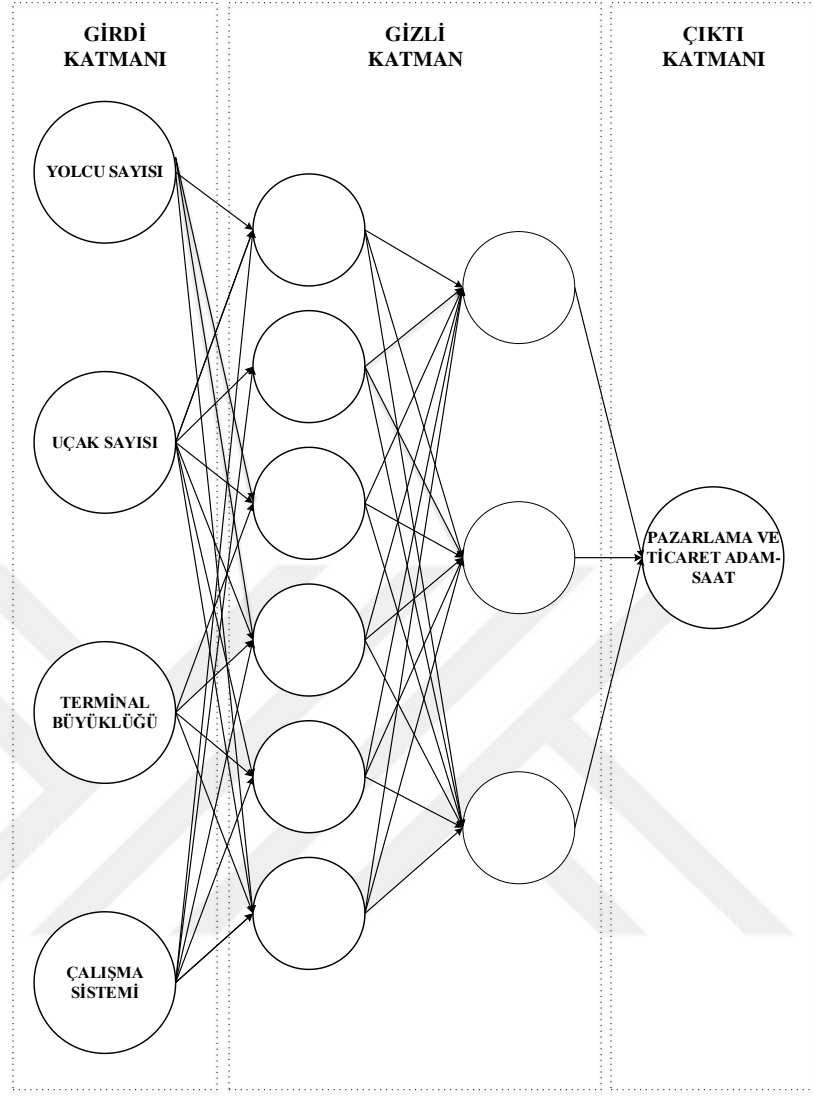 GİRDİ
KATMANI
GİZLİ
KATMAN
ÇIKTI
KATMANI
YOLCU SAYISI
UÇAK SAYISI
TERMİNAL
BÜYÜKLÜĞÜ
ÇALIŞMA
SİSTEMİ
PAZARLAMA VE
TİCARET ADAM-
SAAT